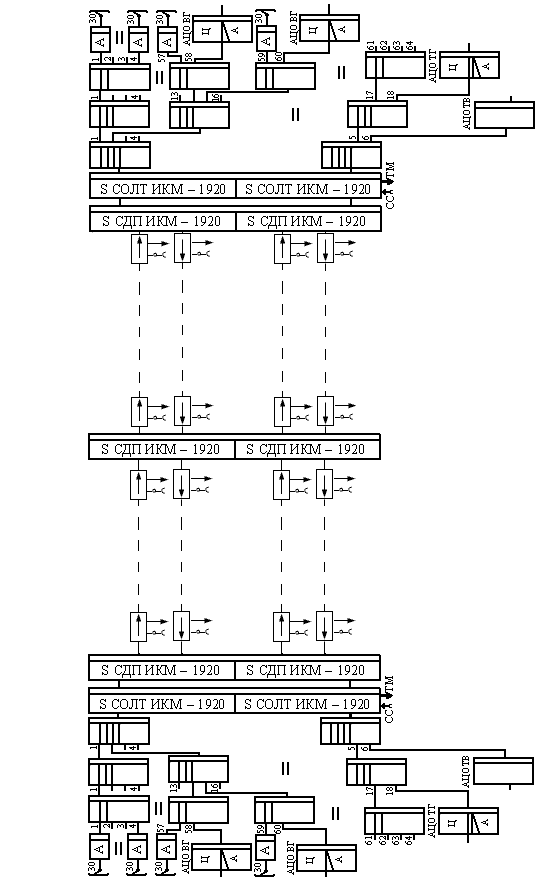 30 30 30 АЦО ВГ 30 АЦО ВГ
А А А Ц А А Ц А
57 58 59 60 61 62 63 64 АЦО ТГ Ц А
1 2 3 4
1 4 13 16 17 18 АЦО ТВ
1 4 5 6
S СОЛТ ИКМ – 1920 S СОЛТ ИКМ – 1920 ССЛ ТМ
S СДП ИКМ – 1920 S СДП ИКМ – 1920
S СДП ИКМ – 1920 S СДП ИКМ – 1920
S СДП ИКМ – 1920 S СДП ИКМ – 1920
S СОЛТ ИКМ – 1920 S СОЛТ ИКМ – 1920 ССЛ ТМ
1 4 5 6
1 4 13 16 17 18 АЦО ТВ
1 2 3 4 57 58 59 60 АЦО ТГ Ц А
61 62 63 64
А А А АЦО ВГ Ц А А АЦО ВГ Ц А
30 30 30 30